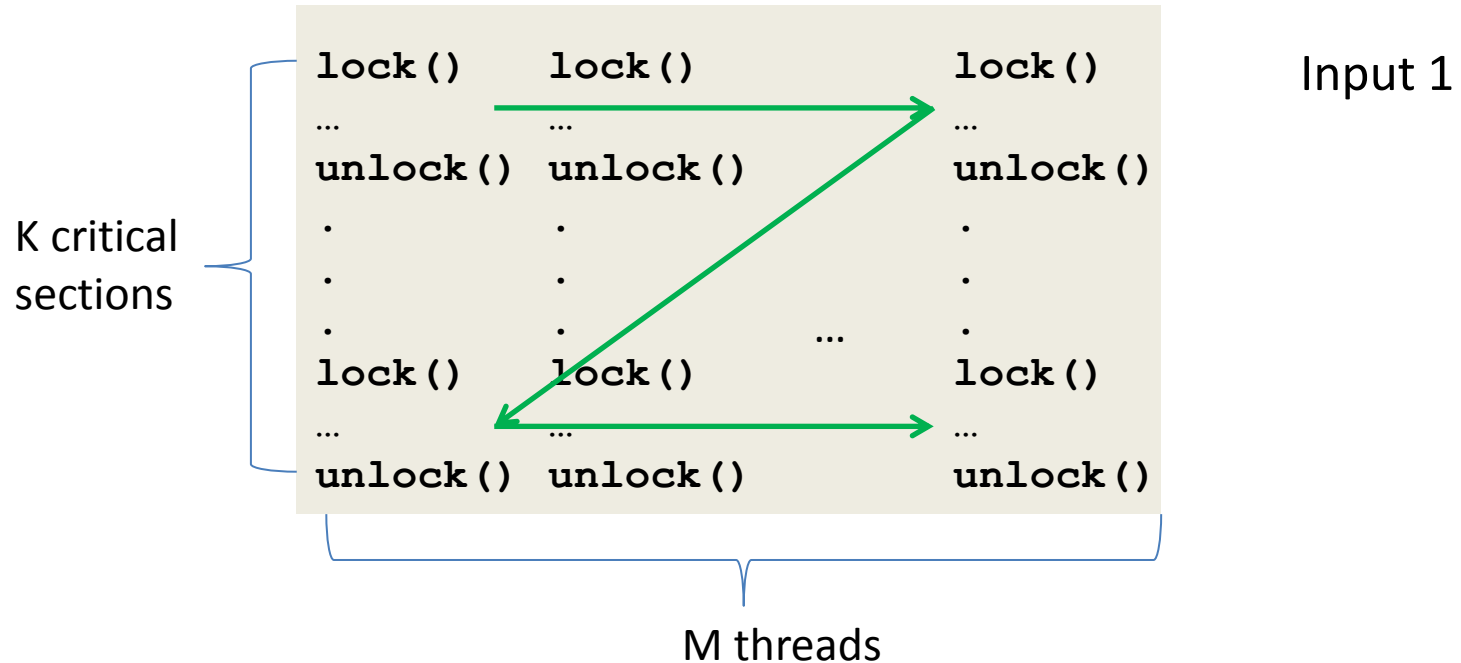 lock() lock() lock()
Input 1
… … …
unlock() unlock() unlock()
K critical
sections
. . .
. . .
. . … .
lock() lock() lock()
… … …
unlock() unlock() unlock()
M threads